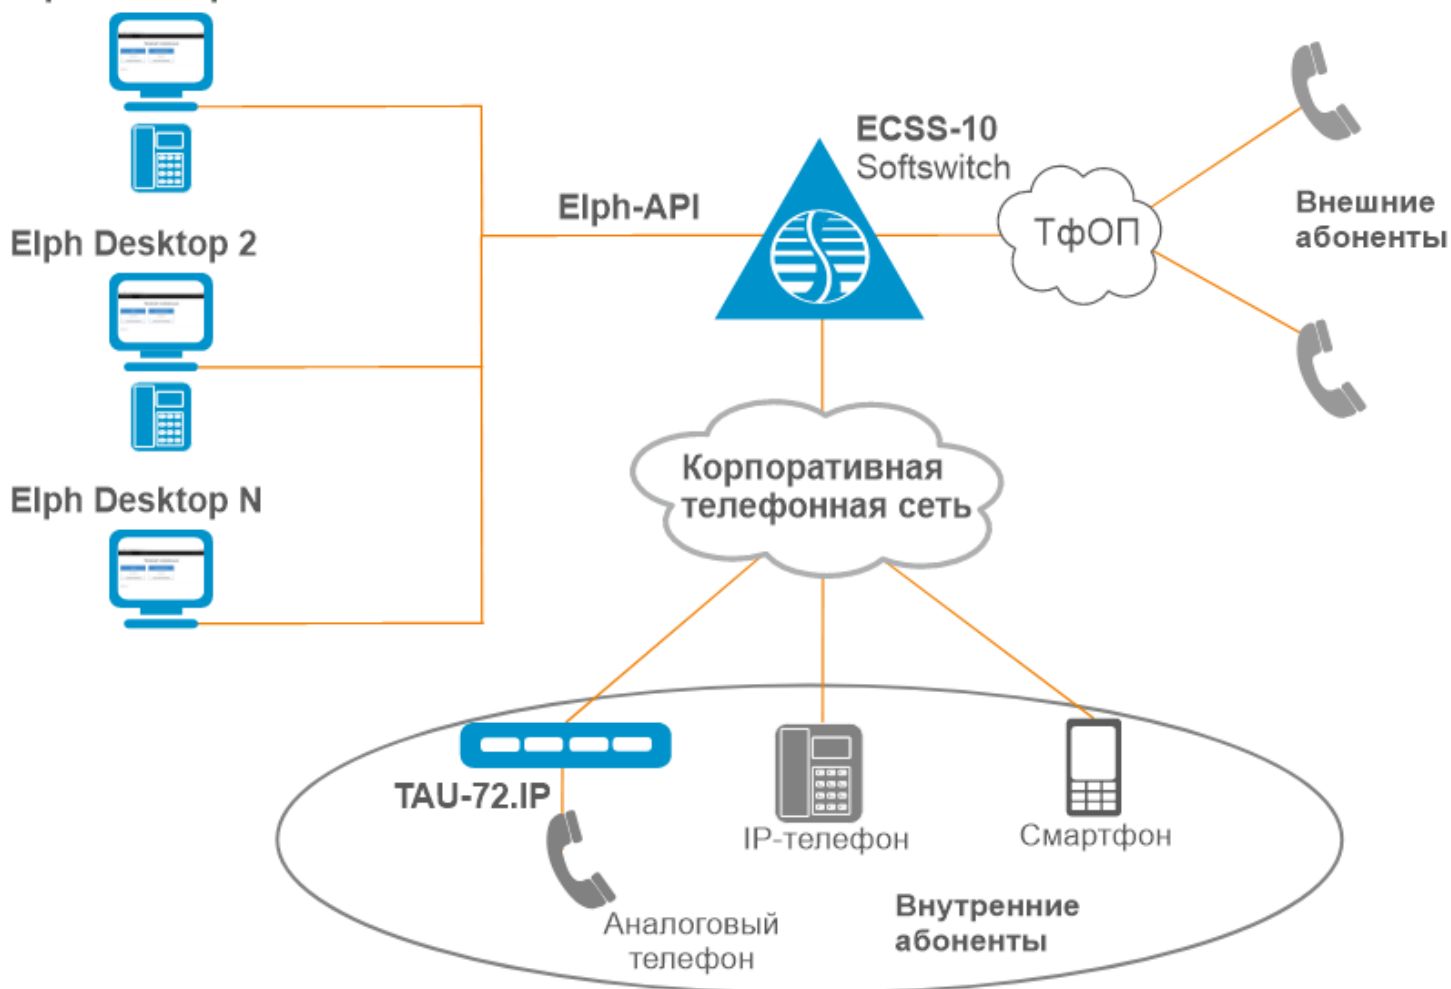 ECSS-10
Softswitch
Elph-API
ТфОП
Внешние
абоненты
Elph Desktop 2
Корпоративная
телефонная сеть
Elph Desktop N
TAU-72.IP
IP-телефон
Смартфон
Аналоговый
телефон
Внутренние
абоненты